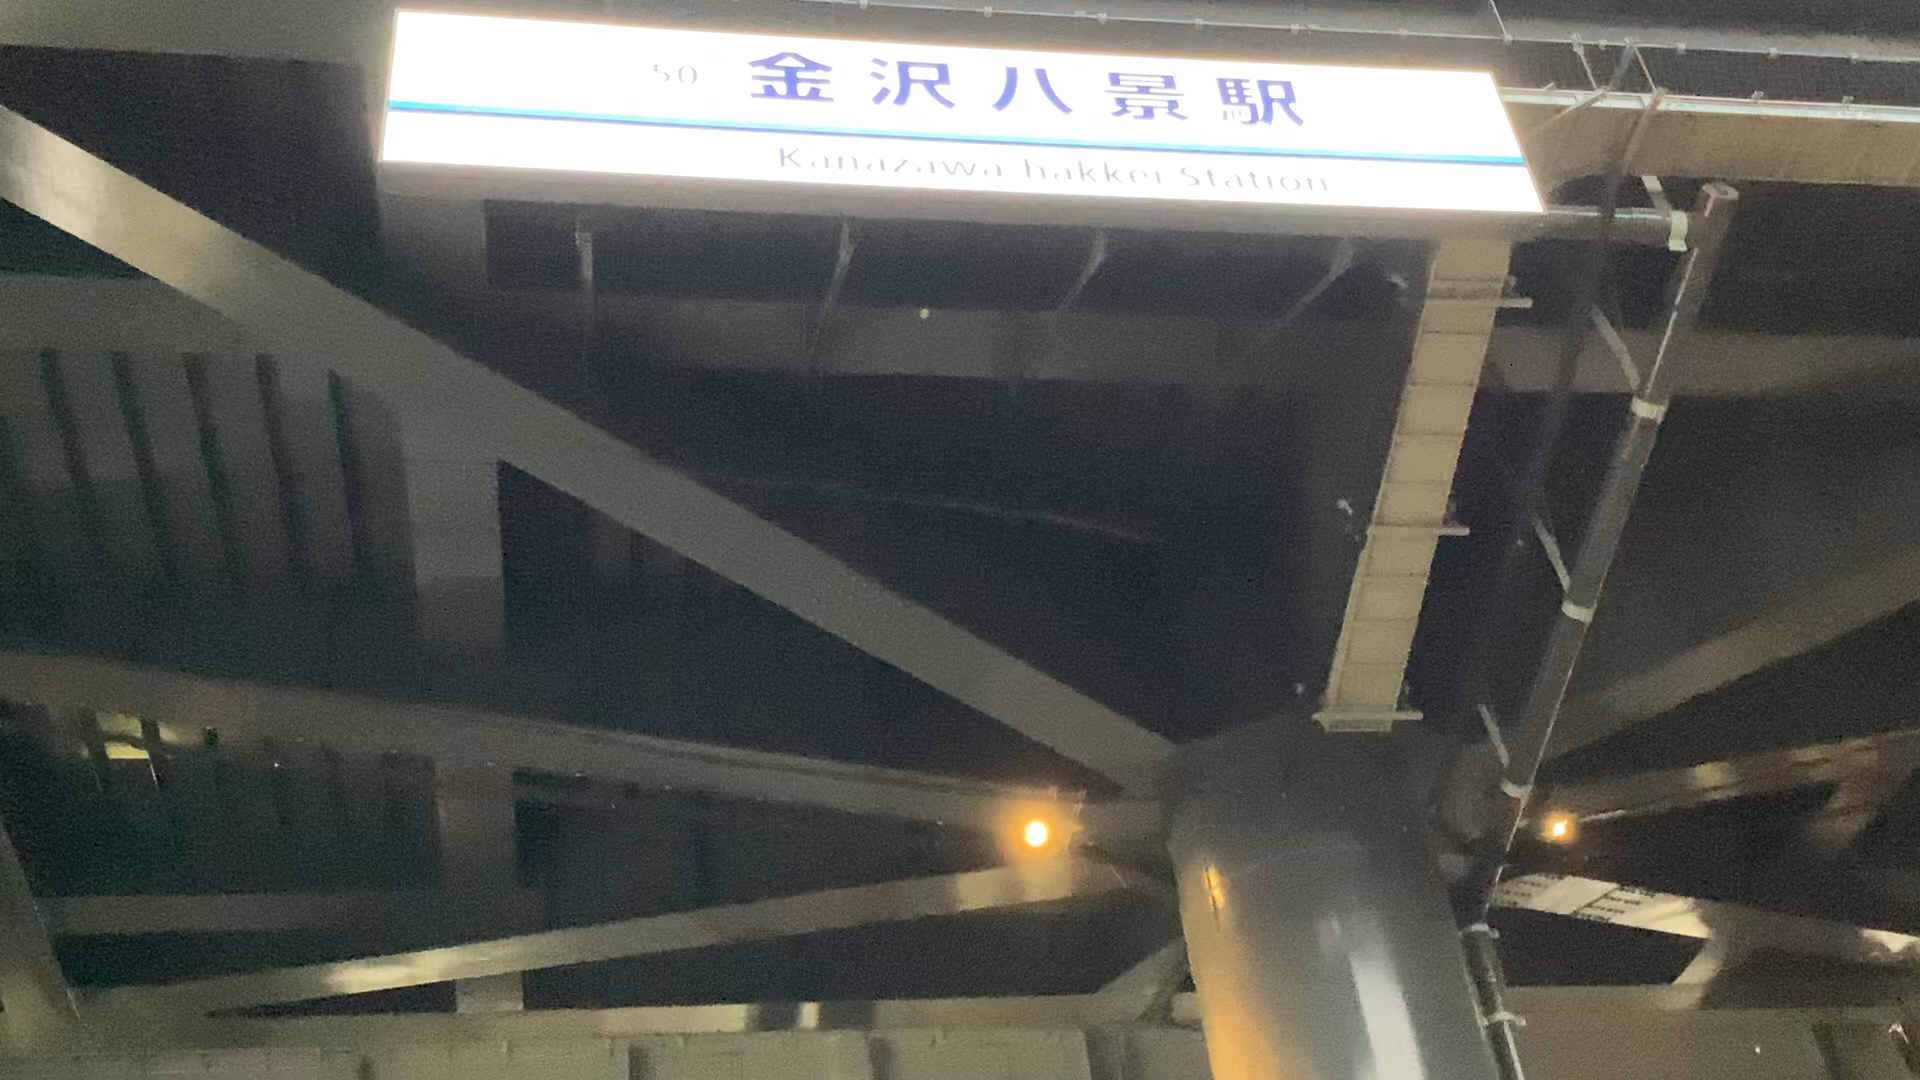 50 金沢八景駅
Kanazawa-hakkei Station